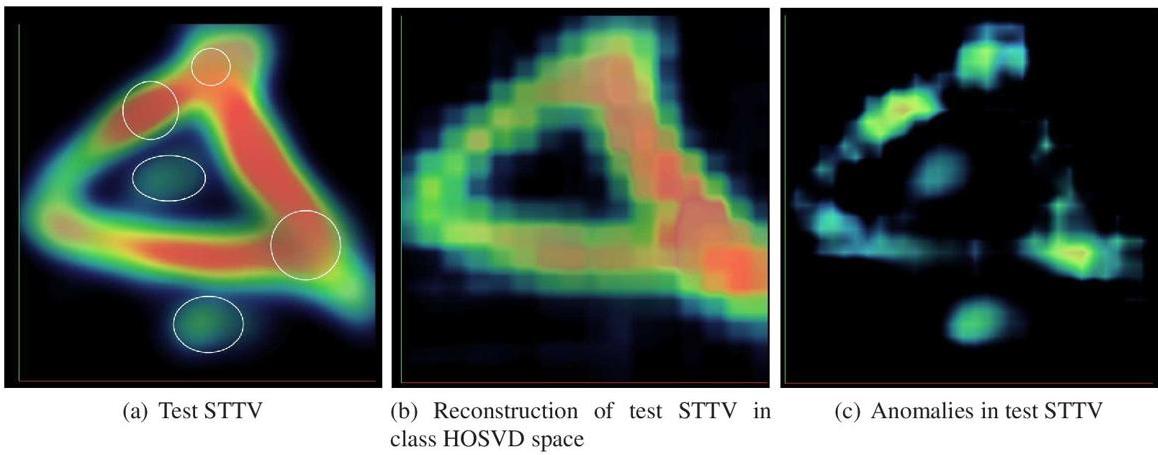 (a) Test STTV
(b) Reconstruction of test STTV in
class HOSVD space
(c) Anomalies in test STTV